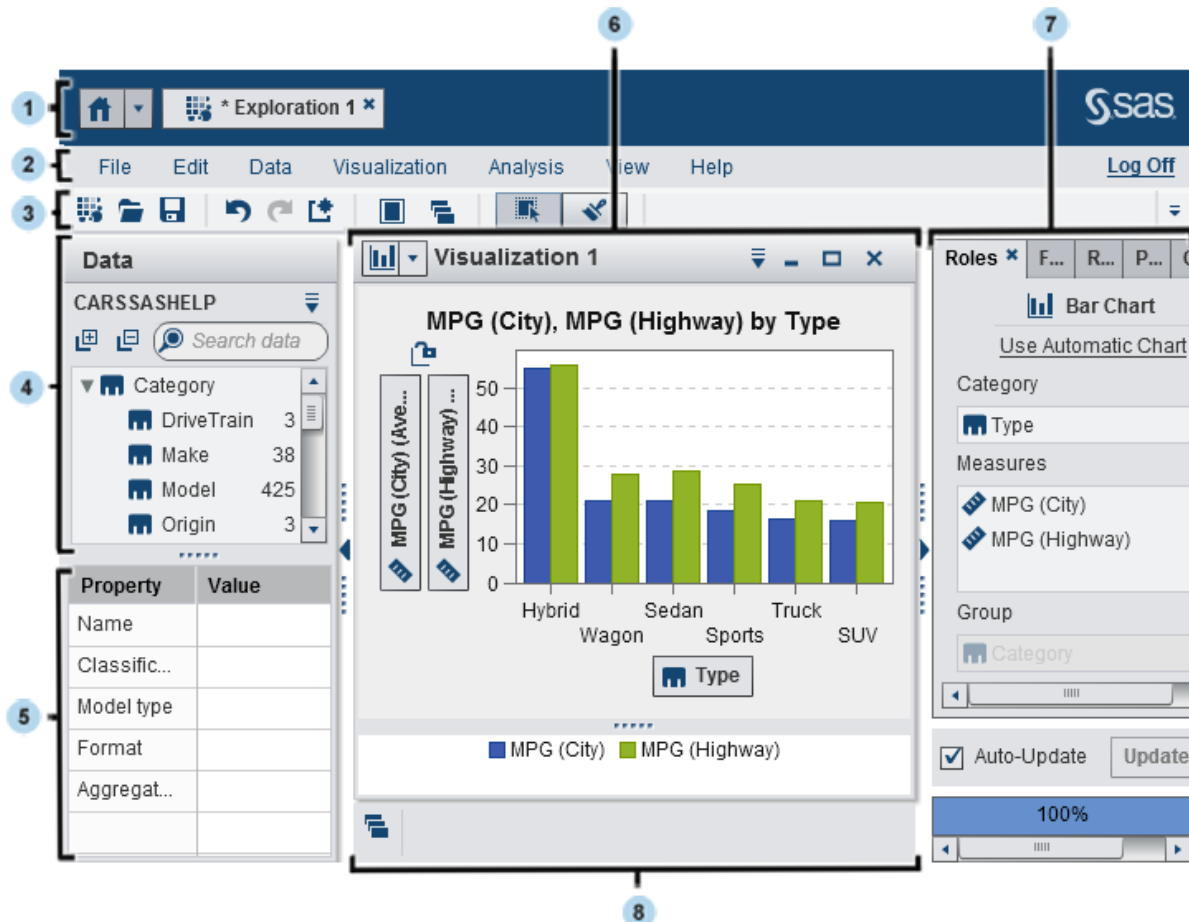 6
7
1
* Exploration 1
sas
2
File Edit Data Visualization Analysis View Help Log Off
3
Data
Visualization 1
Roles F... R... P...
CARSSASHELP
Bar Chart
Search data
MPG (City), MPG (Highway) by Type
Use Automatic Chart
4
Category
DriveTrain 3
Make 38
Model 425
Origin 3
MPG (City) (Ave...
MPG (Highway) ...
50
40
30
20
10
0
Hybrid Sedan Truck
Wagon Sports SUV
Type
MPG (City) MPG (Highway)
Category
Type
Measures
MPG (City)
MPG (Highway)
Group
Category
5
Property Value
Name
Classific...
Model type
Format
Aggregat...
Auto-Update Update
100%
8